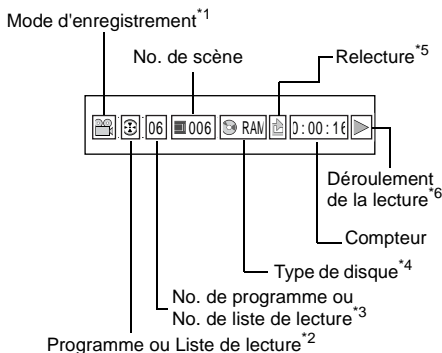 Mode d'enregistrement*1
No. de scène
Relecture*5
06 006 RAM 0:00:16
Déroulement
de la lecture*6
Compteur
Type de disque*4
No. de programme ou
No. de liste de lecture*3
Programme ou Liste de lecture*2